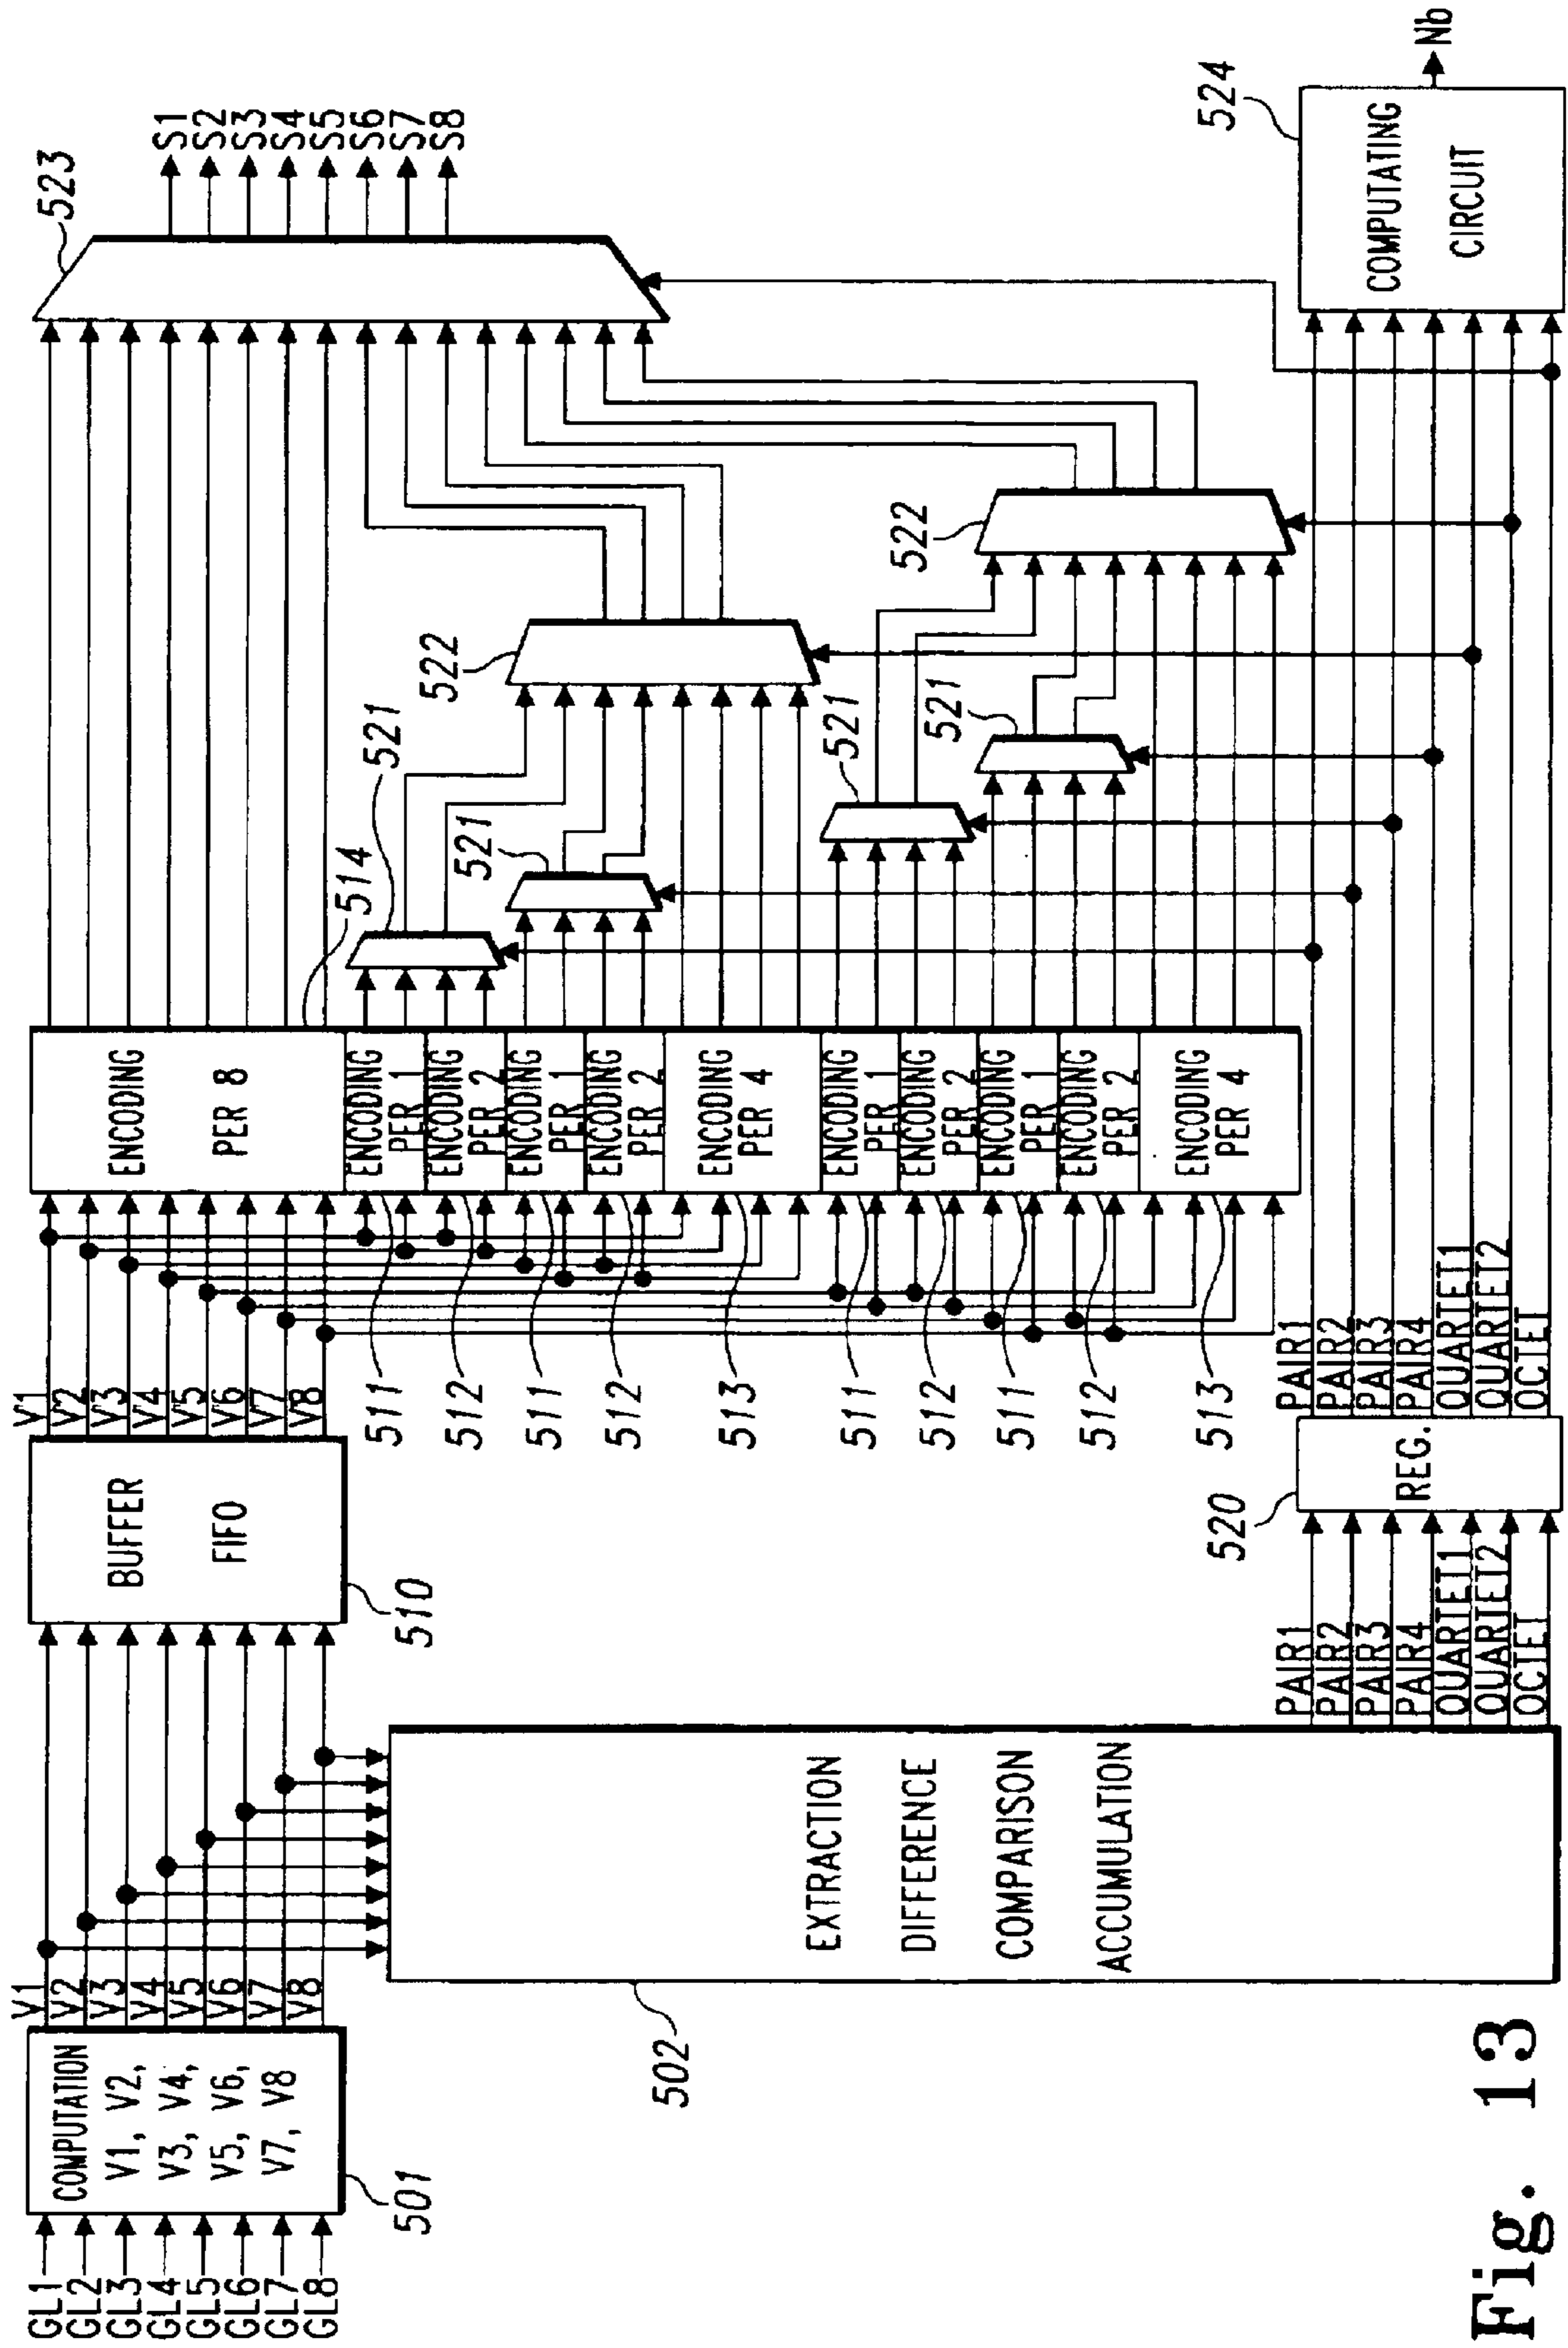 GL1
GL2
GL3
GL4
GL5
GL6
GL7
GL8
COMPUTATION
V1, V2,
V3, V4,
V5, V6,
V7, V8
501
V1
V2
V3
V4
V5
V6
V7
V8
502
EXTRACTION
DIFFERENCE
COMPARISON
ACCUMULATION
BUFFER
FIFO
510
PAIR1
PAIR2
PAIR3
PAIR4
QUARTET1
QUARTET2
OCTET
520
REG.
V1
V2
V3
V4
V5
V6
V7
V8
PAIR1
PAIR2
PAIR3
PAIR4
QUARTET1
QUARTET2
OCTET
511
512
511
512
513
511
512
511
512
513
ENCODING
PER 8
ENCODING
PER 1
ENCODING
PER 2
ENCODING
PER 1
ENCODING
PER 2
ENCODING
PER 4
ENCODING
PER 1
ENCODING
PER 2
ENCODING
PER 1
ENCODING
PER 2
ENCODING
PER 4
514
521
521
521
521
522
522
523
S1
S2
S3
S4
S5
S6
S7
S8
524
COMPUTATING
CIRCUIT
Nb
Fig. 13